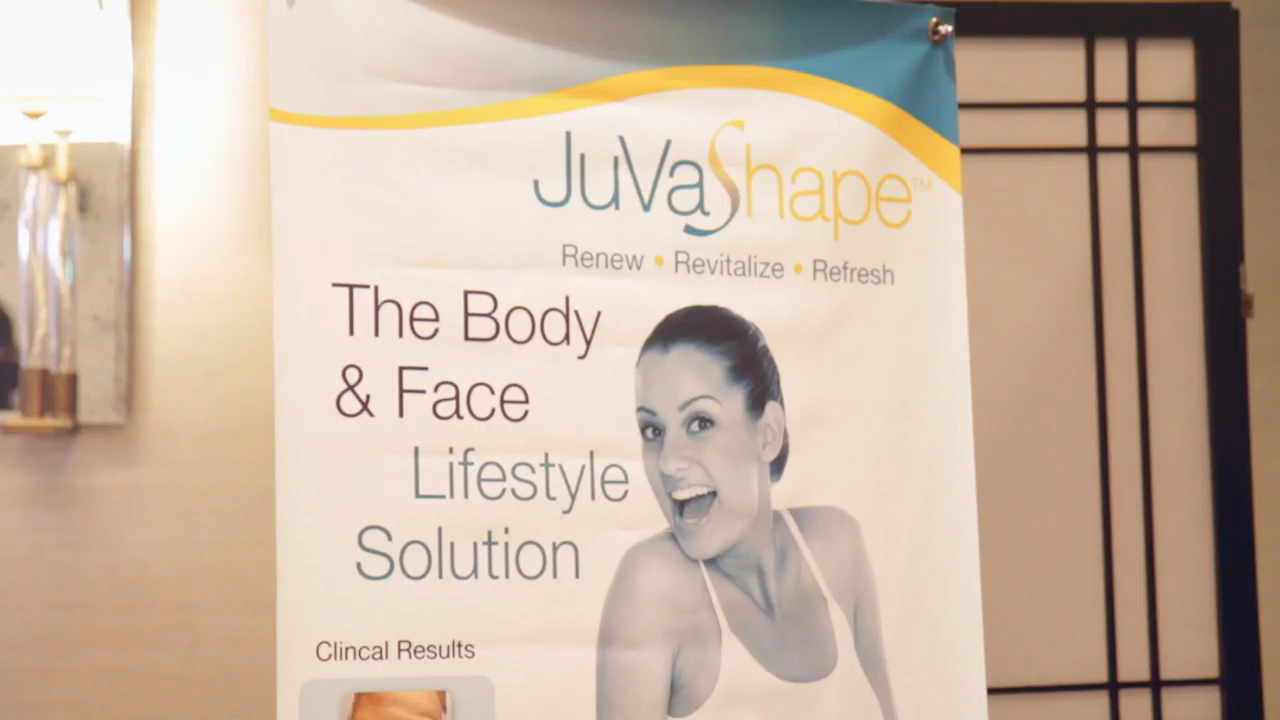 JuVaShape™
Renew • Revitalize • Refresh
The Body
& Face
Lifestyle
Solution
Clincal Results